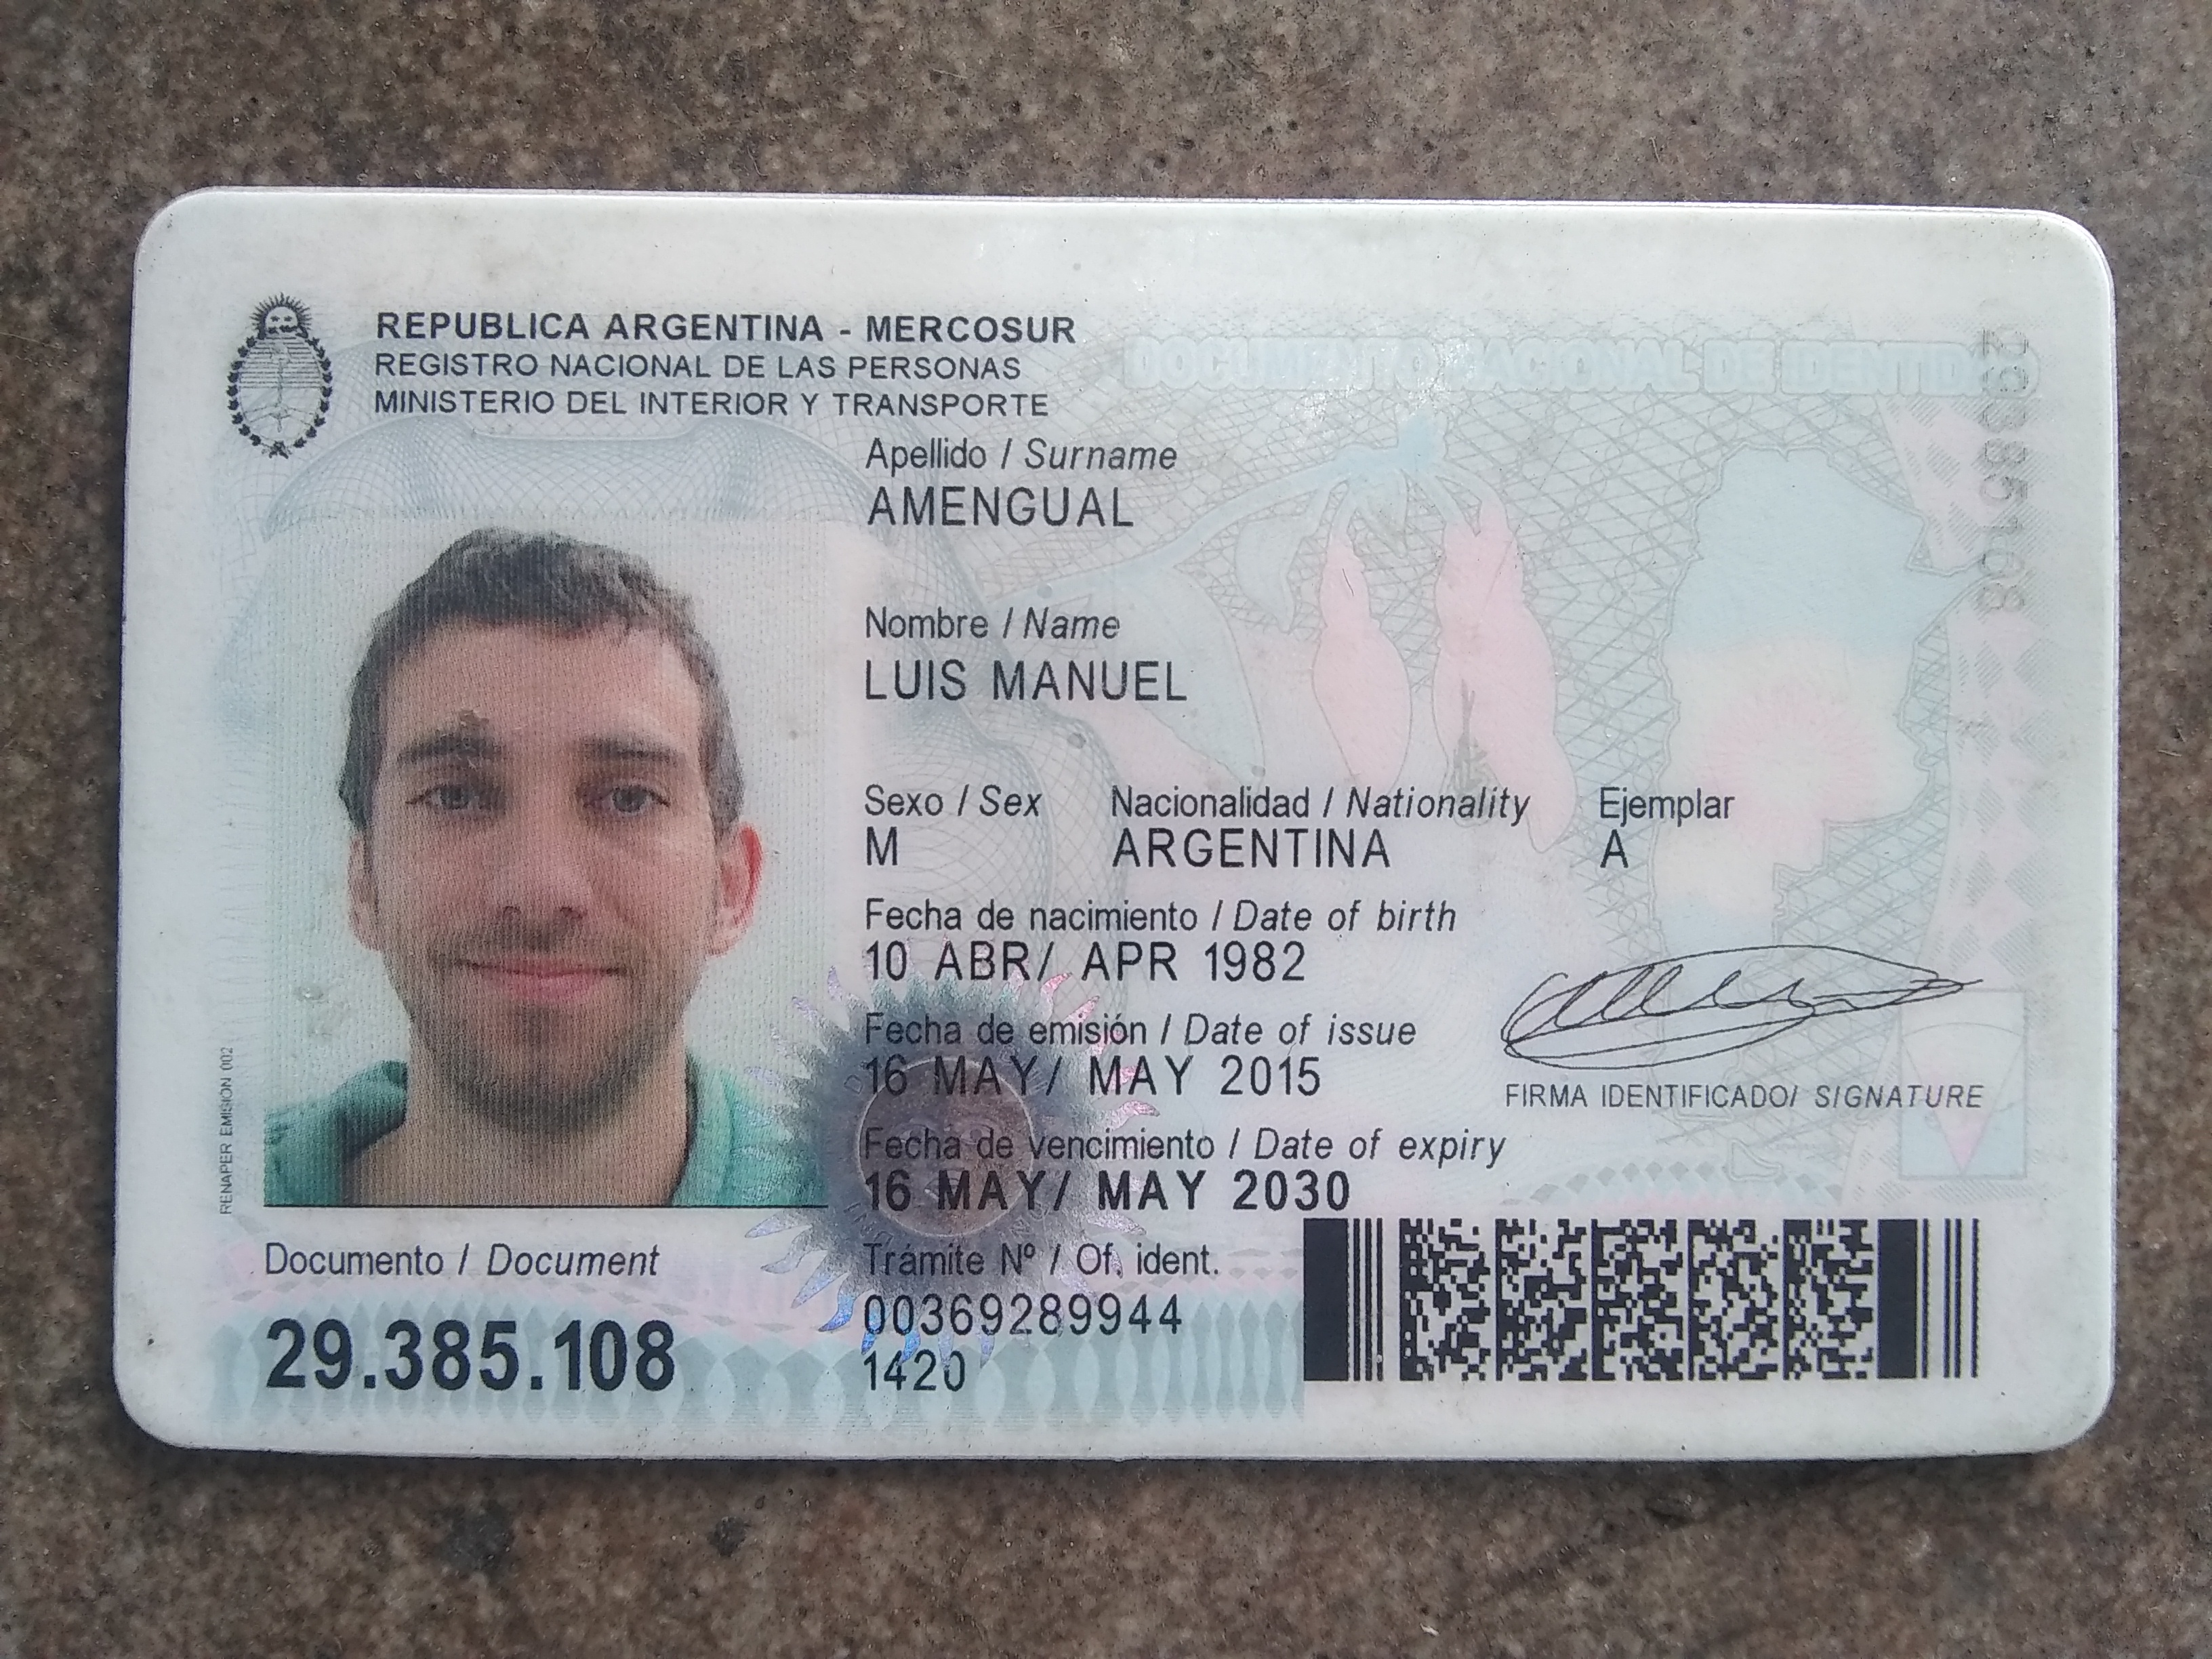 REPUBLICA ARGENTINA - MERCOSUR
REGISTRO NACIONAL DE LAS PERSONAS
MINISTERIO DEL INTERIOR Y TRANSPORTE
DOCUMENTO NACIONAL DE
Apellido / Surname
AMENGUAL
Nombre / Name
LUIS MANUEL
Sexo / Sex Nacionalidad / Nationality Ejemplar
M ARGENTINA A
Fecha de nacimiento / Date of birth
10 ABR/ APR 1982
Fecha de emisión / Date of issue
16 MAY/ MAY 2015
FIRMA IDENTIFICADO/ SIGNATURE
Fecha de vencimiento / Date of expiry
16 MAY/ MAY 2030
RENAPER EMISION 002
Documento / Document
29.385.108
Trámite Nº / Of. ident.
00369289944
1420